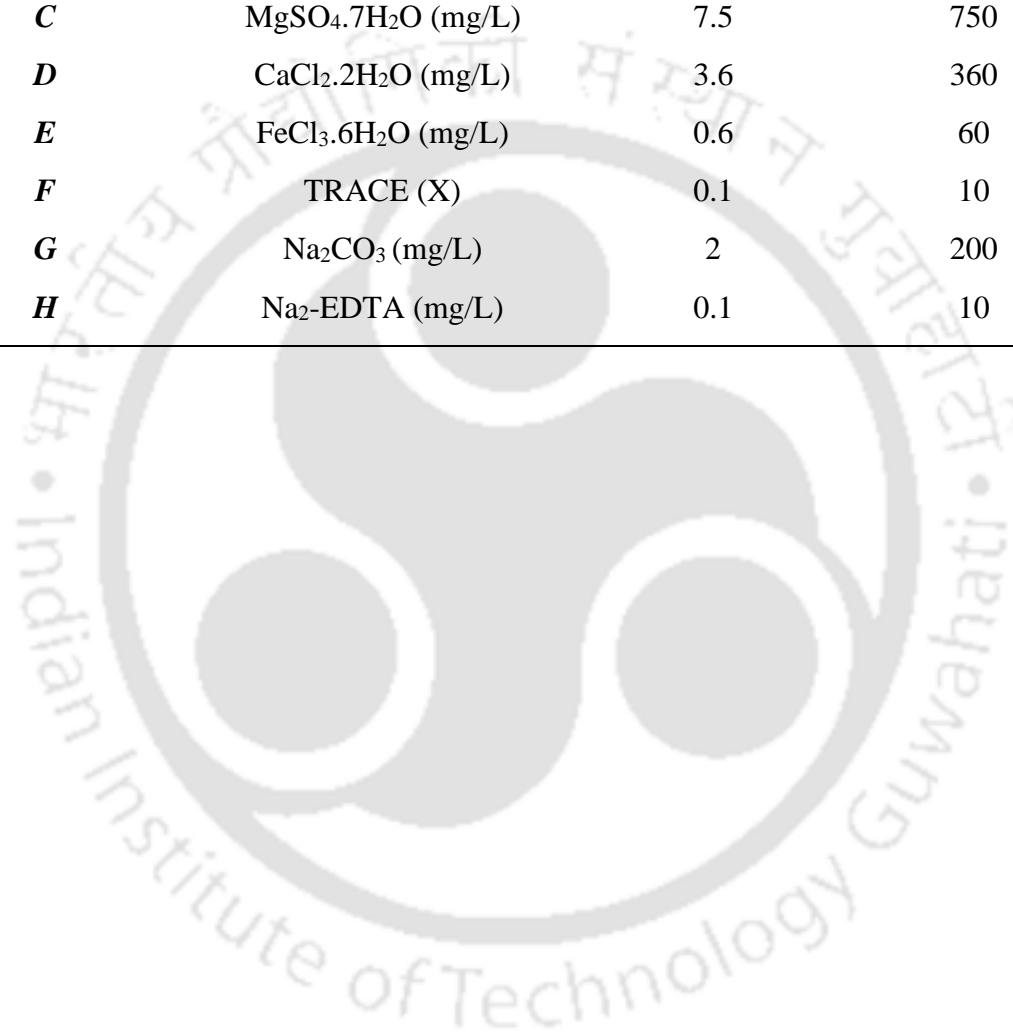 C MgSO₄.7H₂O (mg/L) 7.5 750
D CaCl₂.2H₂O (mg/L) 3.6 360
E FeCl₃.6H₂O (mg/L) 0.6 60
F TRACE (X) 0.1 10
G Na₂CO₃ (mg/L) 2 200
H Na₂-EDTA (mg/L) 0.1 10
भारतीय प्रौद्योगिकी संस्थान गुवाहाटी
• Indian Institute of Technology Guwahati •